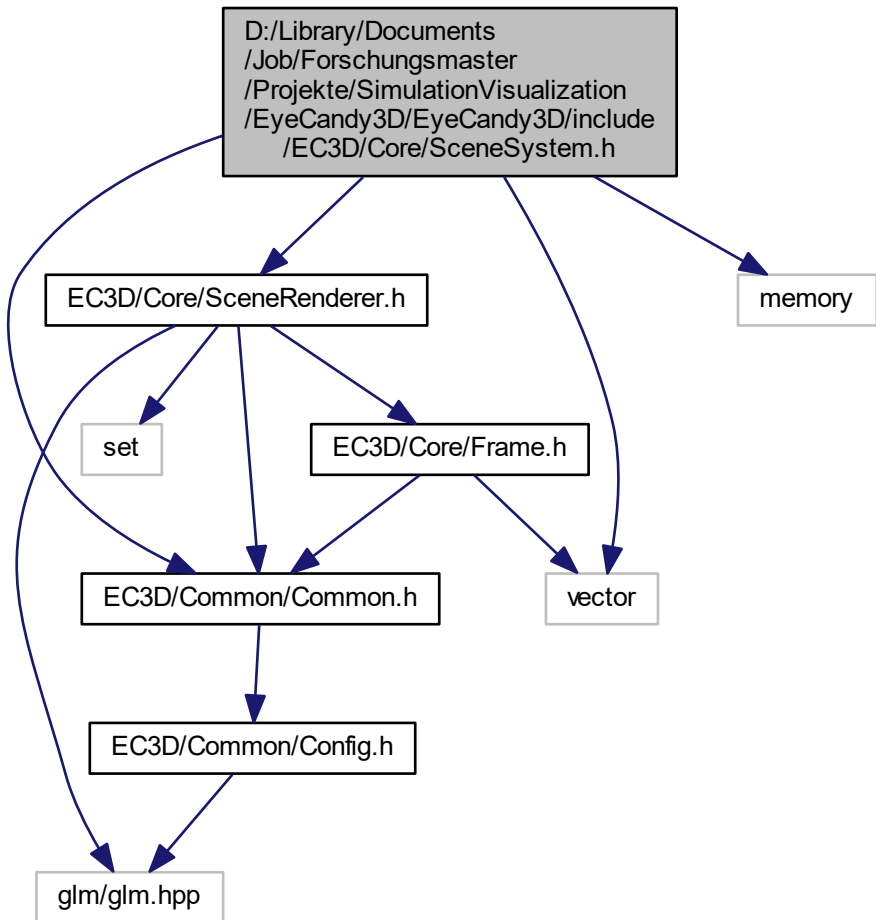 D:/Library/Documents
/Job/Forschungsmaster
/Projekte/SimulationVisualization
/EyeCandy3D/EyeCandy3D/include
/EC3D/Core/SceneSystem.h
EC3D/Core/SceneRenderer.h
memory
set
EC3D/Core/Frame.h
EC3D/Common/Common.h
vector
EC3D/Common/Config.h
glm/glm.hpp